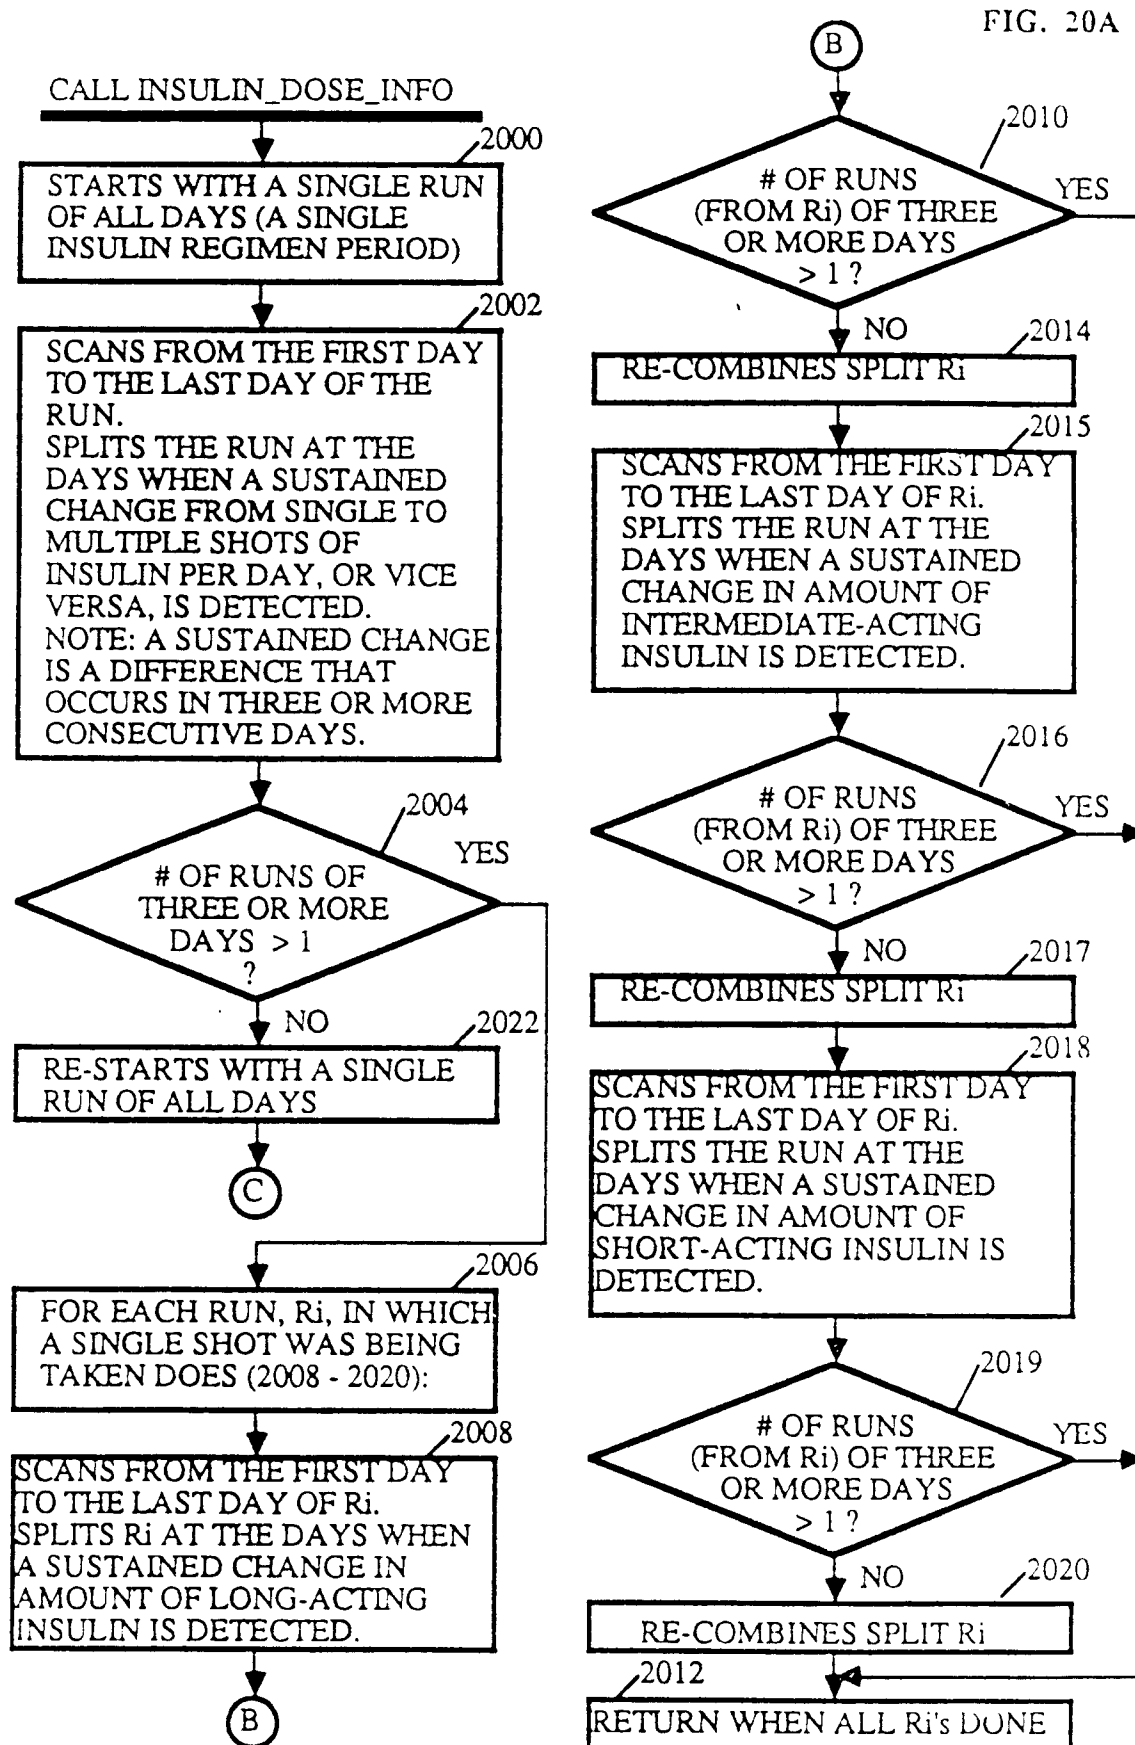 FIG. 20A
CALL INSULIN_DOSE_INFO
2000
STARTS WITH A SINGLE RUN
OF ALL DAYS (A SINGLE
INSULIN REGIMEN PERIOD)
2002
SCANS FROM THE FIRST DAY
TO THE LAST DAY OF THE
RUN.
SPLITS THE RUN AT THE
DAYS WHEN A SUSTAINED
CHANGE FROM SINGLE TO
MULTIPLE SHOTS OF
INSULIN PER DAY, OR VICE
VERSA, IS DETECTED.
NOTE: A SUSTAINED CHANGE
IS A DIFFERENCE THAT
OCCURS IN THREE OR MORE
CONSECUTIVE DAYS.
2004
YES
# OF RUNS OF
THREE OR MORE
DAYS > 1
?
NO
2022
RE-STARTS WITH A SINGLE
RUN OF ALL DAYS
C
2006
FOR EACH RUN, Ri, IN WHICH
A SINGLE SHOT WAS BEING
TAKEN DOES (2008 - 2020):
2008
SCANS FROM THE FIRST DAY
TO THE LAST DAY OF Ri.
SPLITS Ri AT THE DAYS WHEN
A SUSTAINED CHANGE IN
AMOUNT OF LONG-ACTING
INSULIN IS DETECTED.
B
B
2010
YES
# OF RUNS
(FROM Ri) OF THREE
OR MORE DAYS
> 1 ?
NO
2014
RE-COMBINES SPLIT Ri
2015
SCANS FROM THE FIRST DAY
TO THE LAST DAY OF Ri.
SPLITS THE RUN AT THE
DAYS WHEN A SUSTAINED
CHANGE IN AMOUNT OF
INTERMEDIATE-ACTING
INSULIN IS DETECTED.
2016
YES
# OF RUNS
(FROM Ri) OF THREE
OR MORE DAYS
> 1 ?
NO
2017
RE-COMBINES SPLIT Ri
2018
SCANS FROM THE FIRST DAY
TO THE LAST DAY OF Ri.
SPLITS THE RUN AT THE
DAYS WHEN A SUSTAINED
CHANGE IN AMOUNT OF
SHORT-ACTING INSULIN IS
DETECTED.
2019
YES
# OF RUNS
(FROM Ri) OF THREE
OR MORE DAYS
> 1 ?
NO
2020
RE-COMBINES SPLIT Ri
2012
RETURN WHEN ALL Ri's DONE